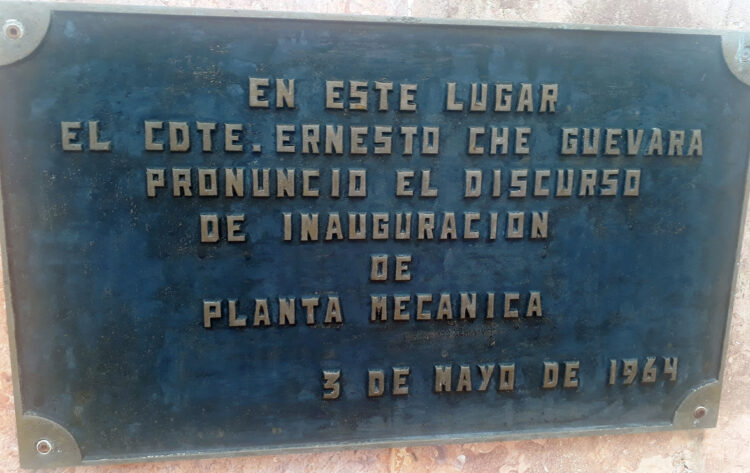 EN ESTE LUGAR
EL CDTE. ERNESTO CHE GUEVARA
PRONUNCIO EL DISCURSO
DE INAUGURACION
DE
PLANTA MECANICA
3 DE MAYO DE 1964